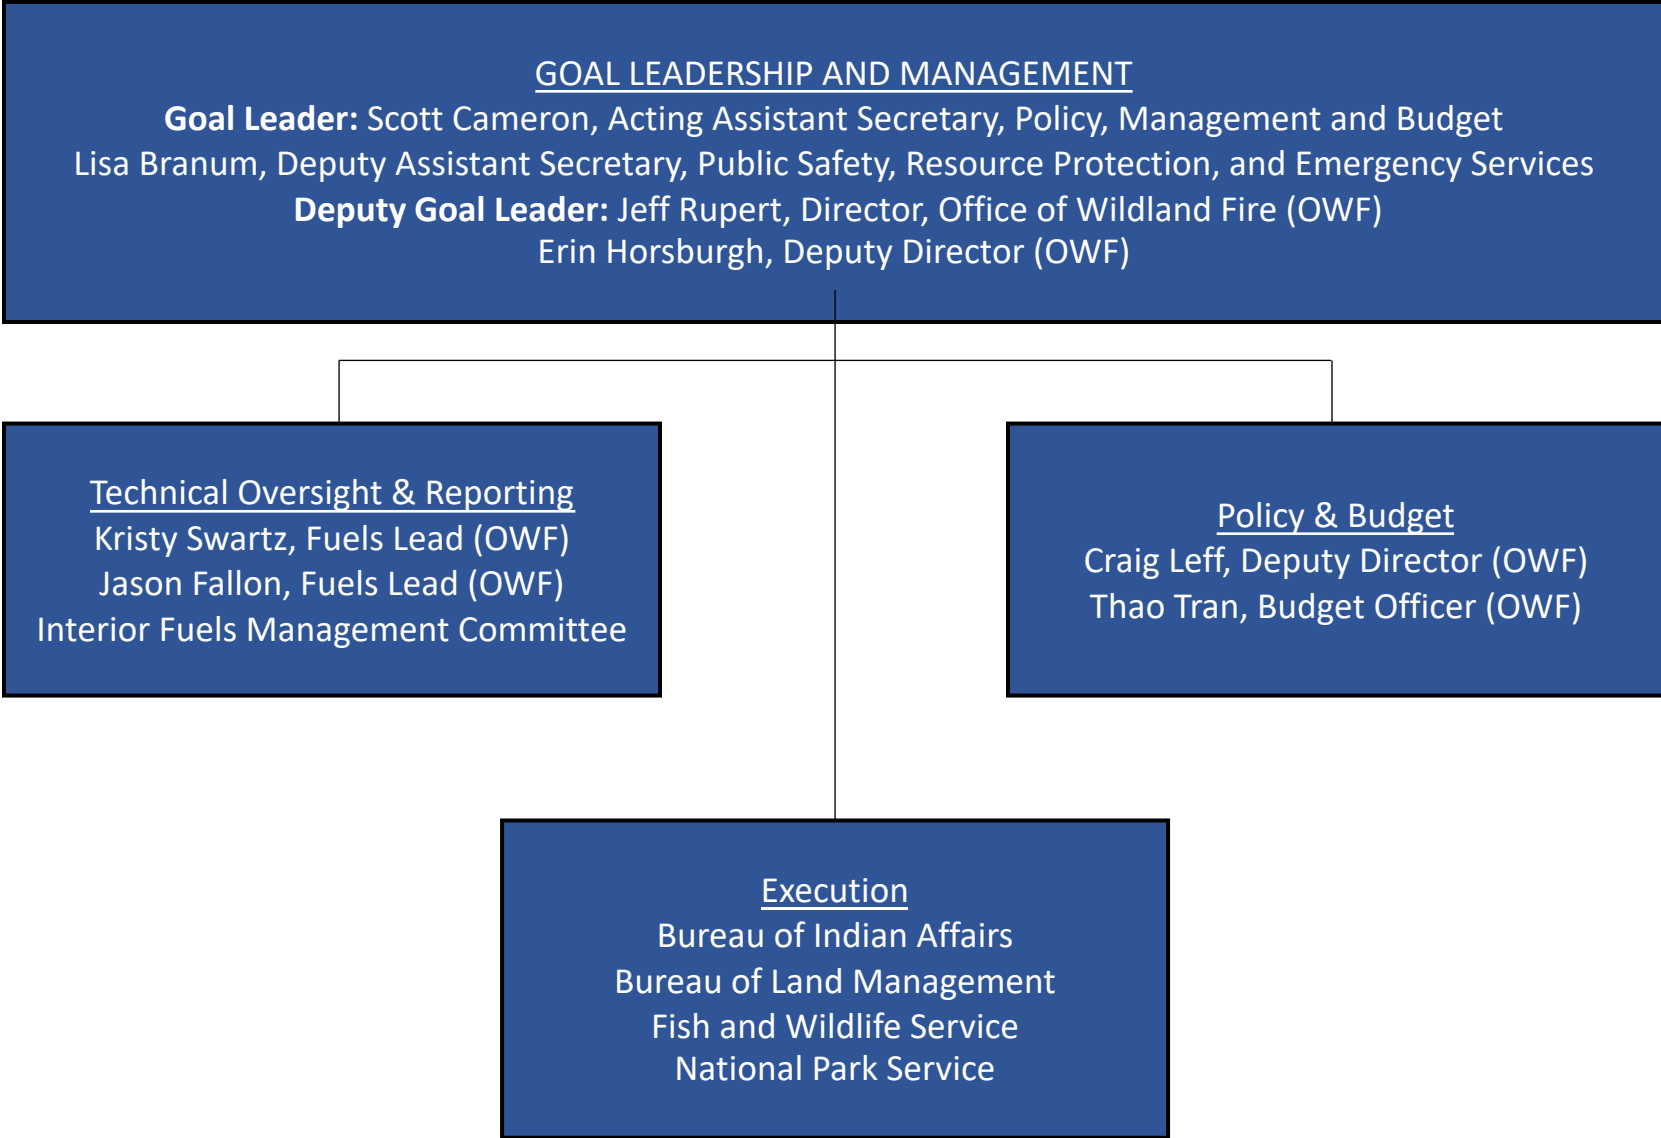 GOAL LEADERSHIP AND MANAGEMENT
Goal Leader: Scott Cameron, Acting Assistant Secretary, Policy, Management and Budget
Lisa Branum, Deputy Assistant Secretary, Public Safety, Resource Protection, and Emergency Services
Deputy Goal Leader: Jeff Rupert, Director, Office of Wildland Fire (OWF)
Erin Horsburgh, Deputy Director (OWF)
Technical Oversight & Reporting
Kristy Swartz, Fuels Lead (OWF)
Jason Fallon, Fuels Lead (OWF)
Interior Fuels Management Committee
Policy & Budget
Craig Leff, Deputy Director (OWF)
Thao Tran, Budget Officer (OWF)
Execution
Bureau of Indian Affairs
Bureau of Land Management
Fish and Wildlife Service
National Park Service